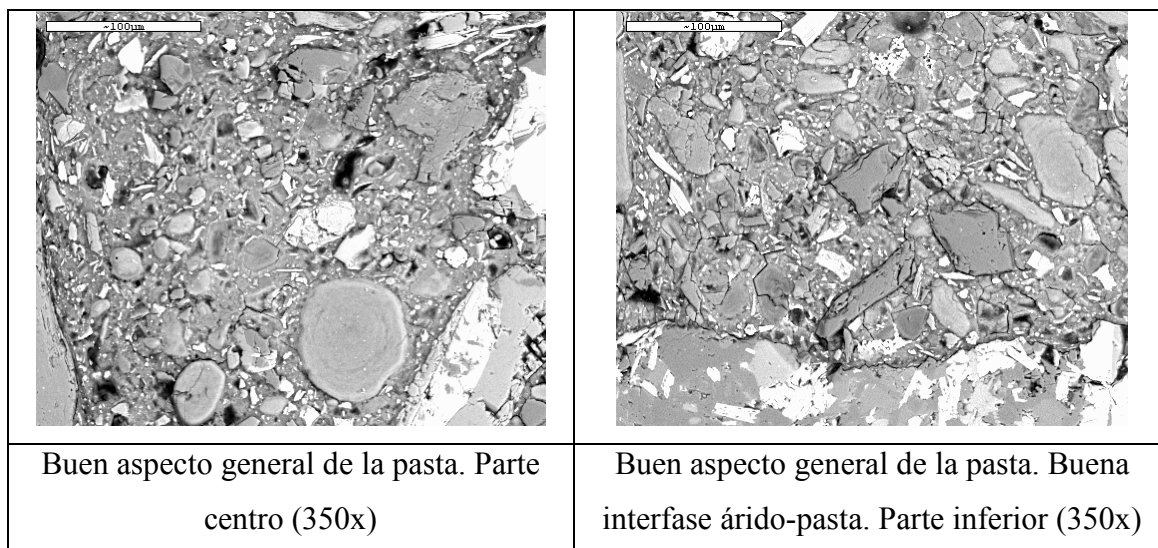 ~100µm
~100µm
Buen aspecto general de la pasta. Parte
centro (350x)
Buen aspecto general de la pasta. Buena
interfase árido-pasta. Parte inferior (350x)